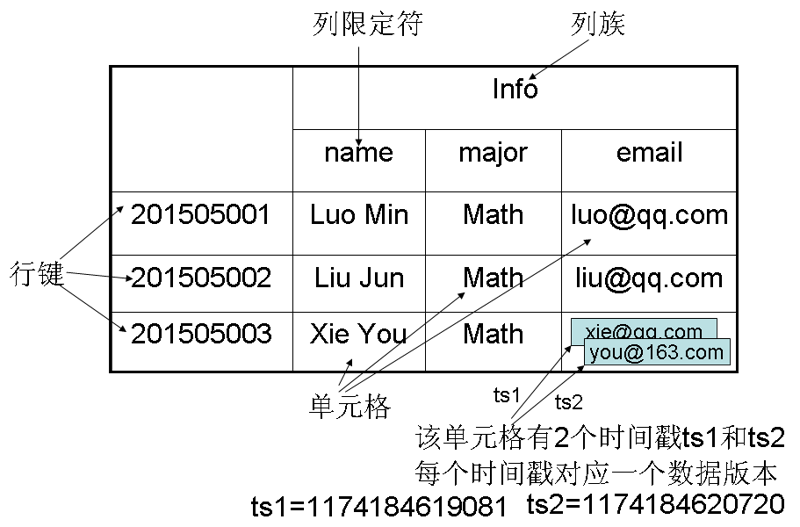 列限定符 列族
Info
name major email
201505001 Luo Min Math luo@qq.com
行键 201505002 Liu Jun Math liu@qq.com
201505003 Xie You Math xie@qq.com
you@163.com
单元格 ts1 ts2
该单元格有2个时间戳ts1和ts2
每个时间戳对应一个数据版本
ts1=1174184619081 ts2=1174184620720